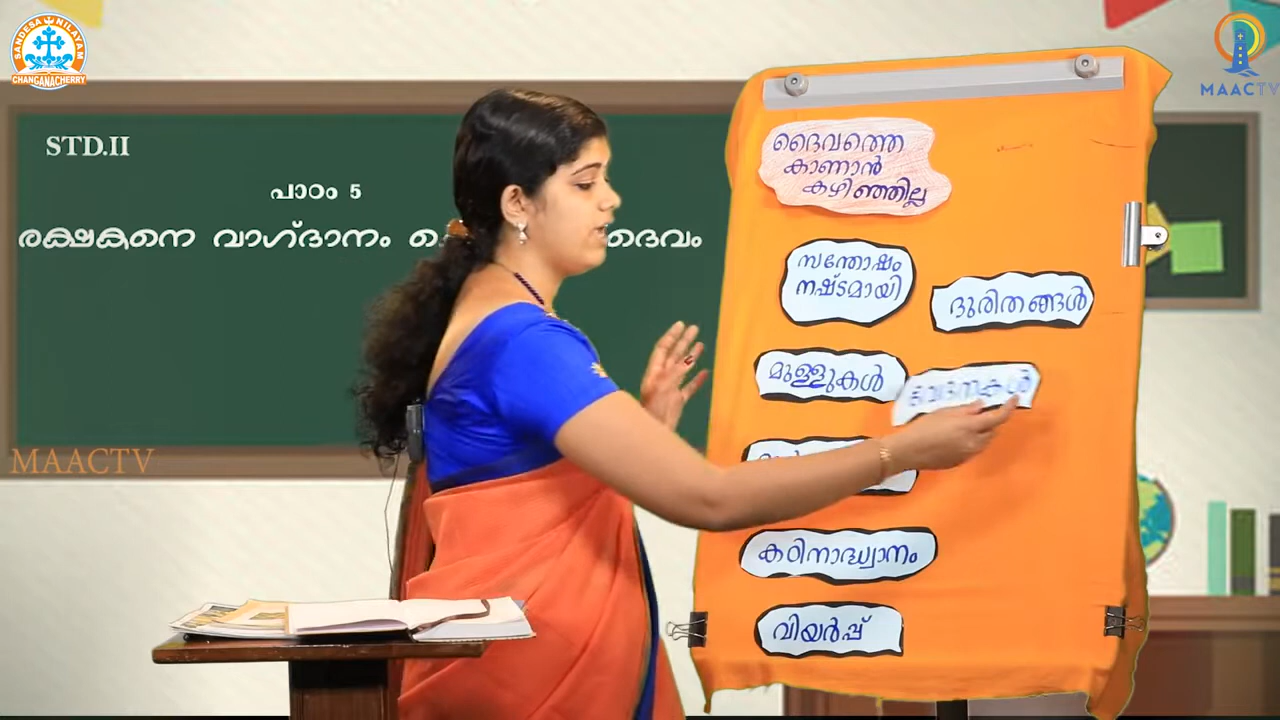 SANDESA NILAYAM
CHANGANACHERRY
MAACTV
STD.II
പാഠം 5
രക്ഷകനെ വാഗ്ദാനം ദൈവം
MAACTV
ദൈവത്തെ
കാണാൻ
കഴിഞ്ഞില്ല
സന്തോഷം
നഷ്ടമായി
ദുരിതങ്ങൾ
മുള്ളുകൾ
വേദനകൾ
കഠിനാദ്ധ്വാനം
വിയർപ്പ്